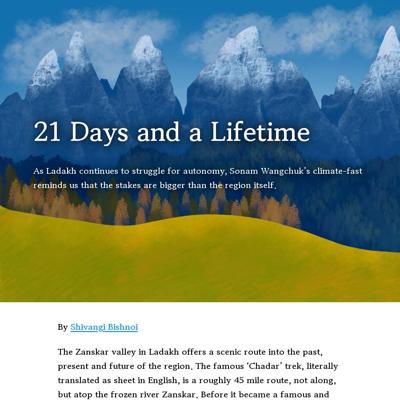 21 Days and a Lifetime
As Ladakh continues to struggle for autonomy, Sonam Wangchuk's climate-fast
reminds us that the stakes are bigger than the region itself.
By Shivangi Bishnoi
The Zanskar valley in Ladakh offers a scenic route into the past,
present and future of the region. The famous 'Chadar' trek, literally
translated as sheet in English, is a roughly 45 mile route, not along,
but atop the frozen river Zanskar. Before it became a famous and